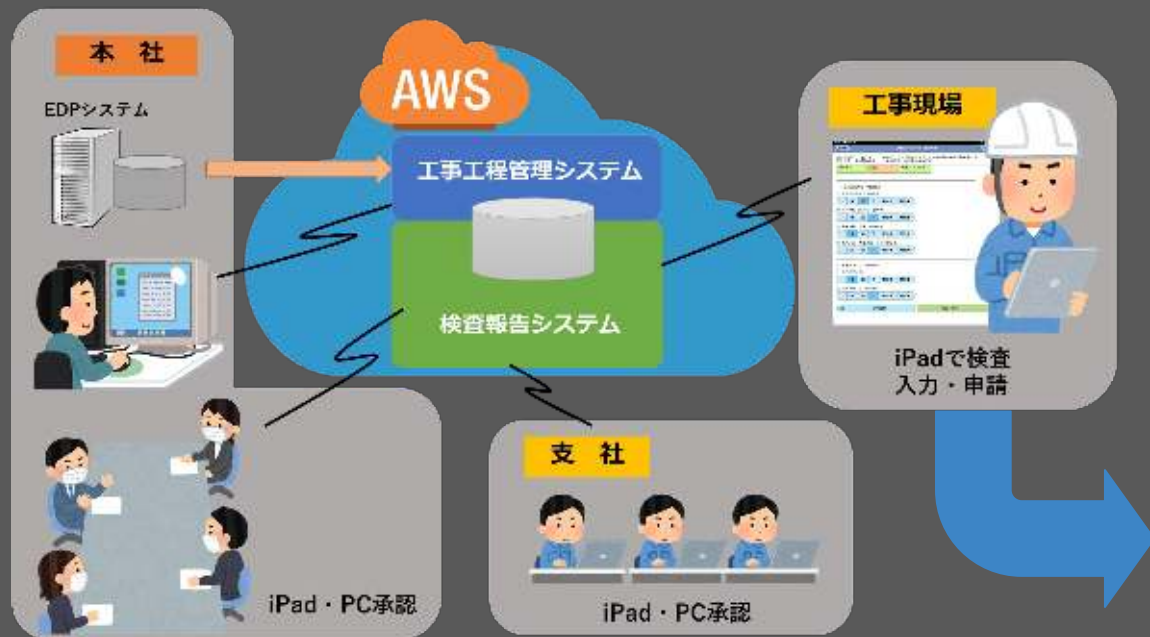 本 社
EDPシステム
AWS
工事工程管理システム
検査報告システム
工事現場
iPadで検査
入力・申請
支 社
iPad・PC承認
iPad・PC承認